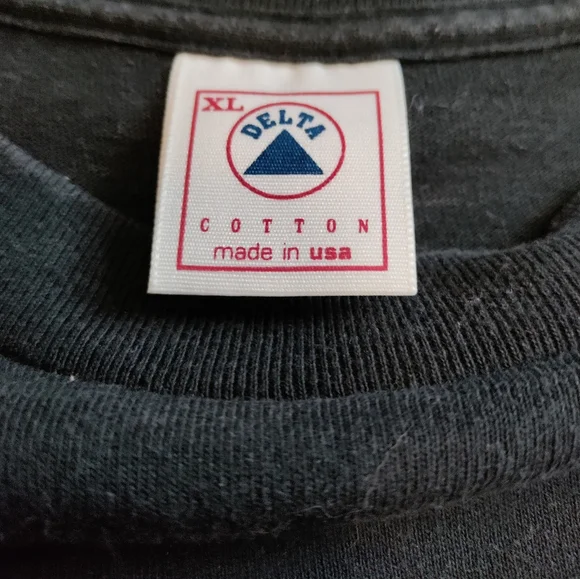 XL
DELTA
COTTON
made in usa